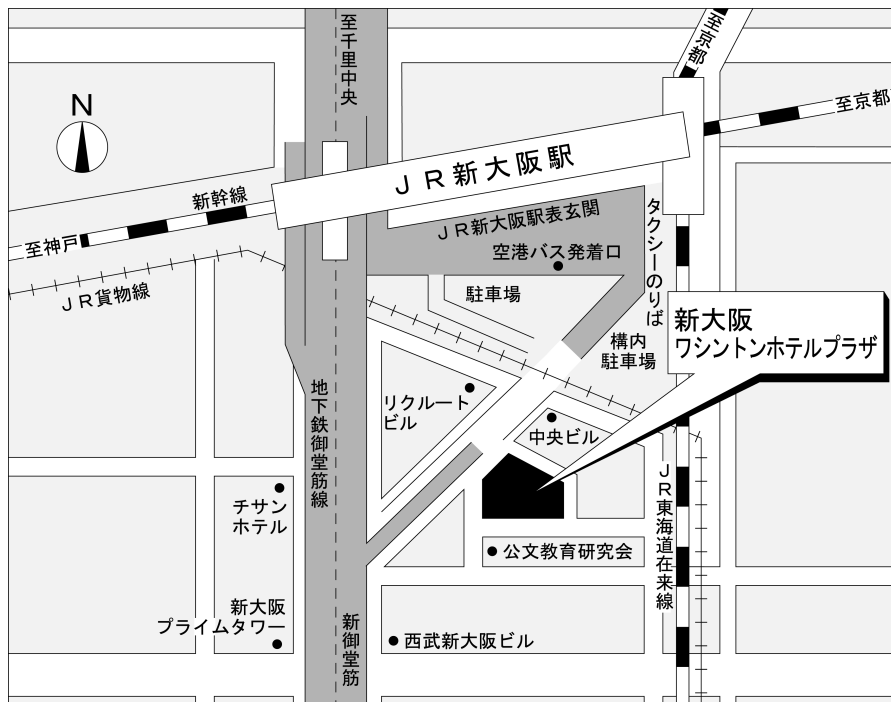 至千里中央
至京都
N
至京都
JR新大阪駅
新幹線
至神戸
JR新大阪駅表玄関
タクシーのりば
空港バス発着口
JR貨物線
駐車場
新大阪
ワシントンホテルプラザ
構内
駐車場
地下鉄御堂筋線
リクルート
ビル
中央ビル
JR東海道在来線
チサン
ホテル
公文教育研究会
新大阪
プライムタワー
新御堂筋
西武新大阪ビル